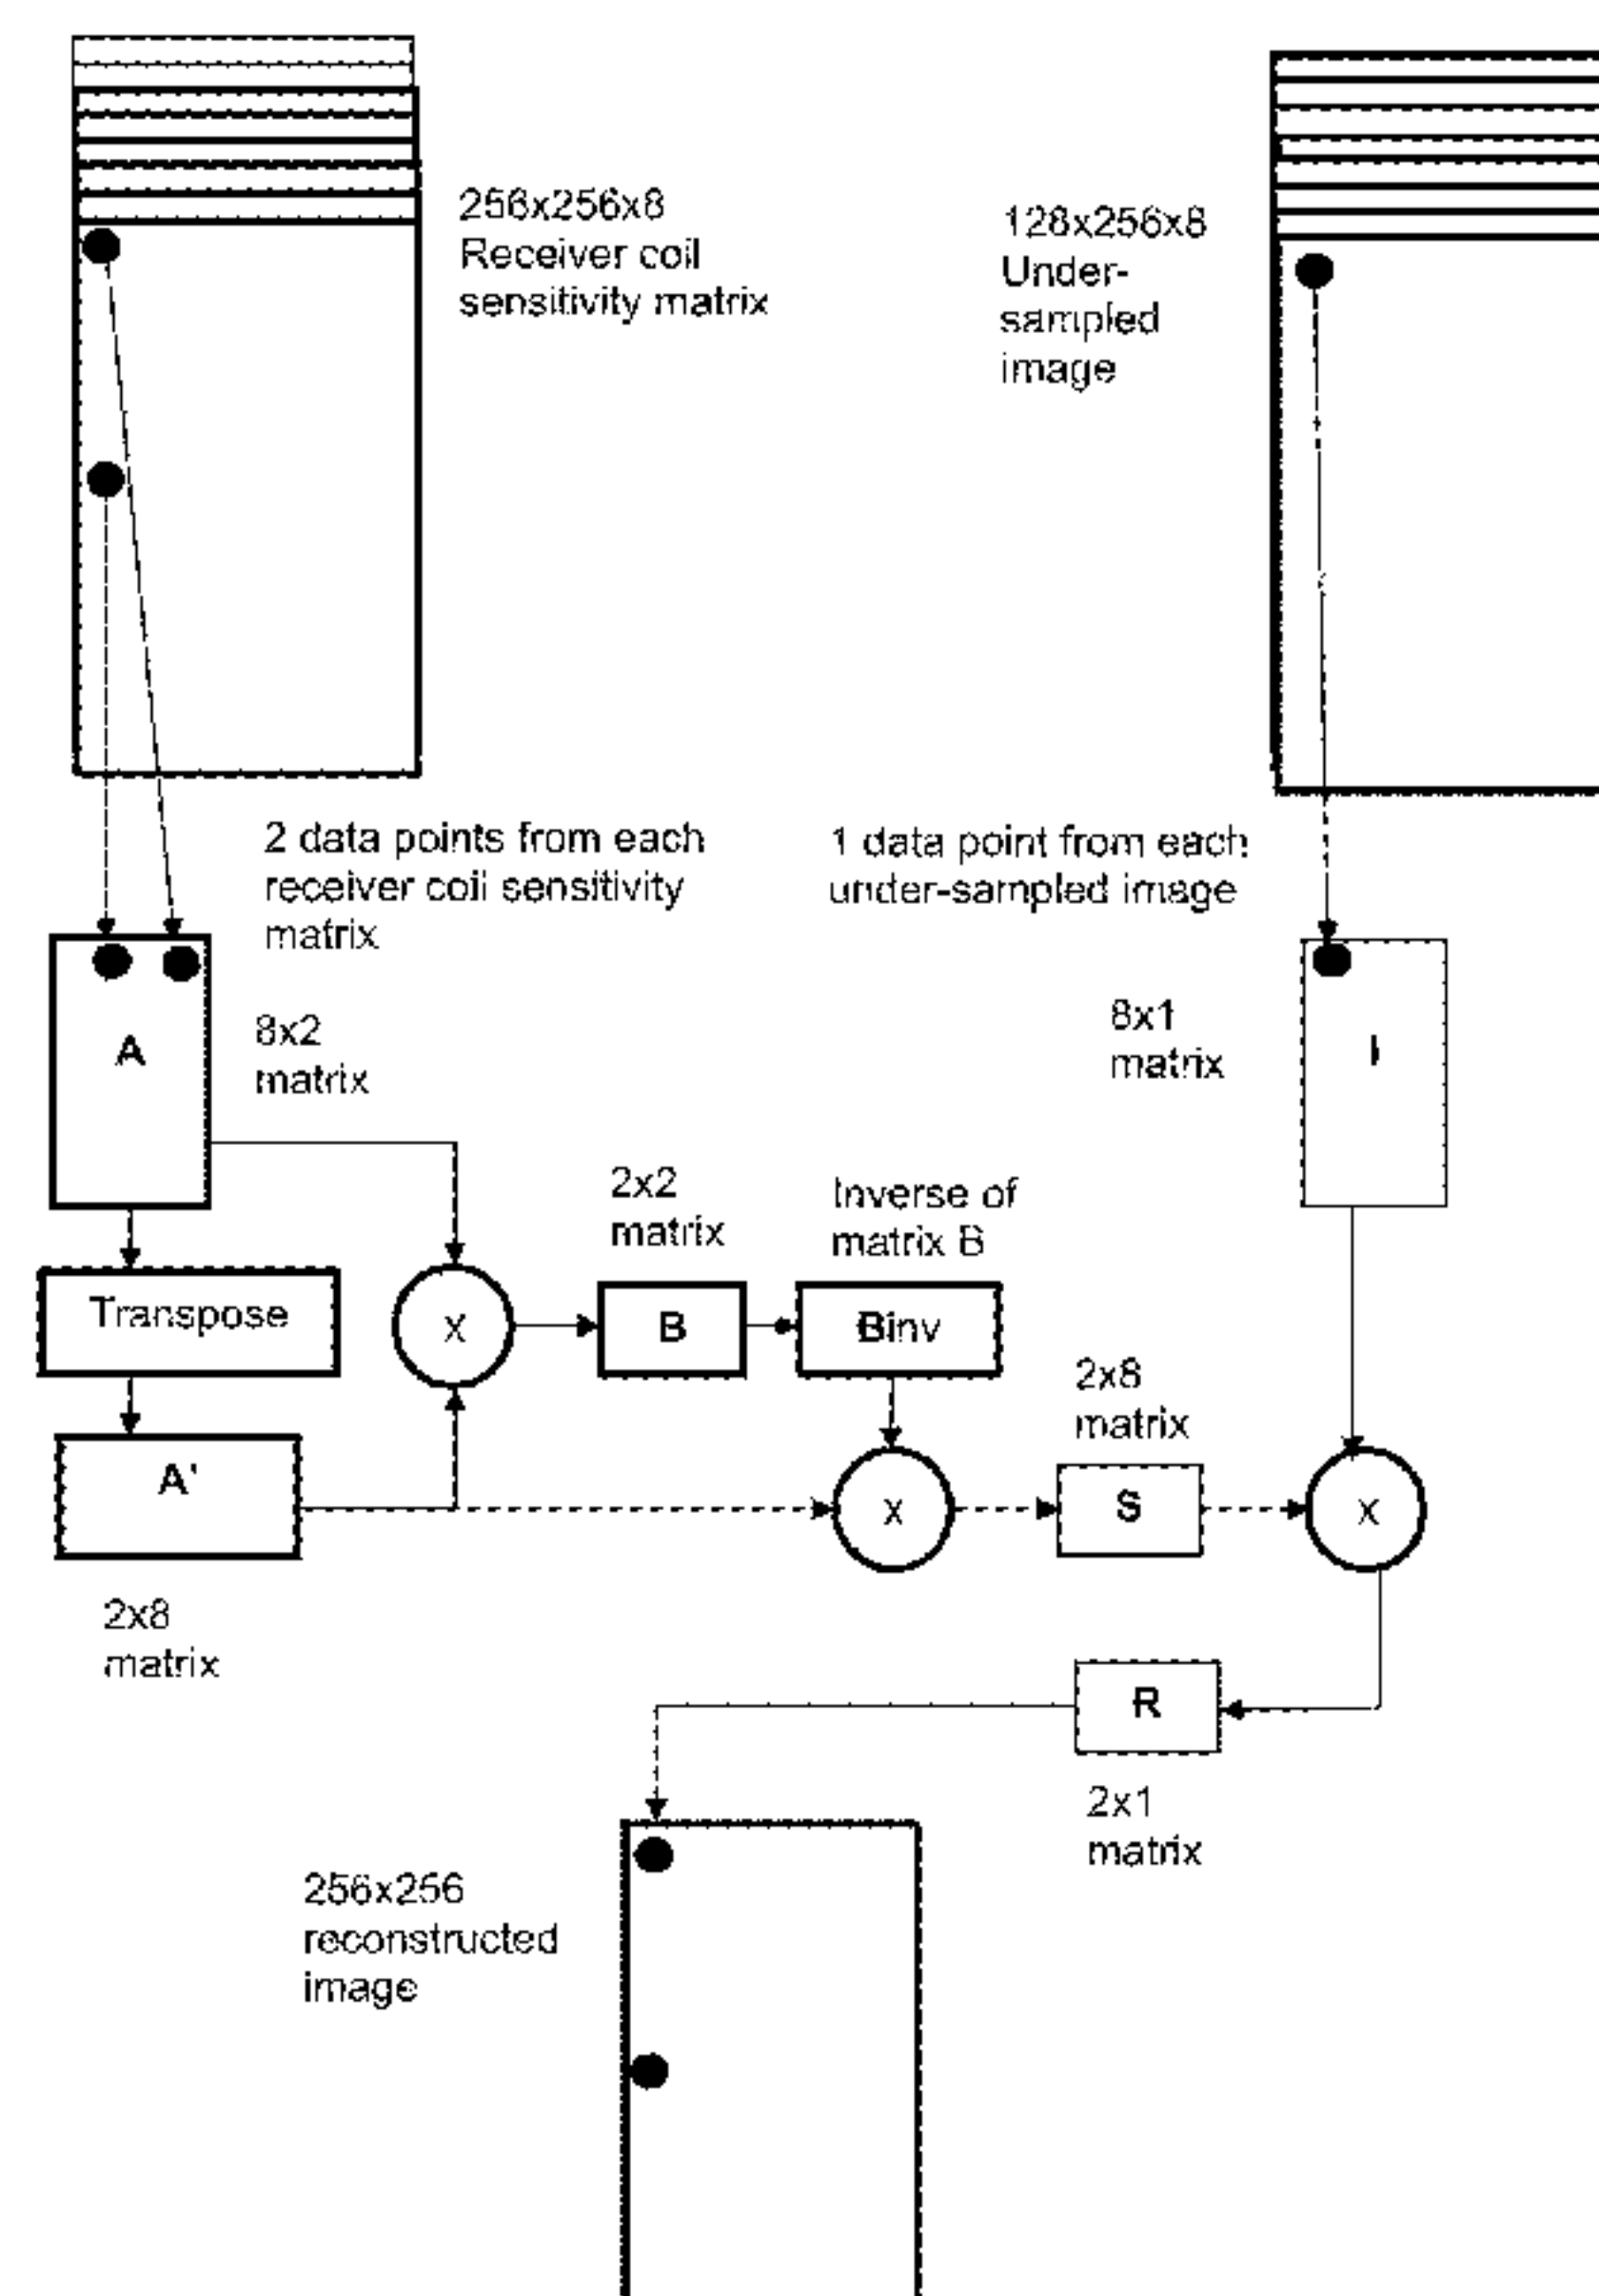 256x256x8
Receiver coil
sensitivity matrix
128x256x8
Under-
sampled
image
2 data points from each
receiver coil sensitivity
matrix
1 data point from each
under-sampled image
A
8x2
matrix
8x1
matrix
I
2x2
matrix
Inverse of
matrix B
Transpose
X
B
Binv
2x8
matrix
A'
X
S
X
2x8
matrix
R
2x1
matrix
256x256
reconstructed
image